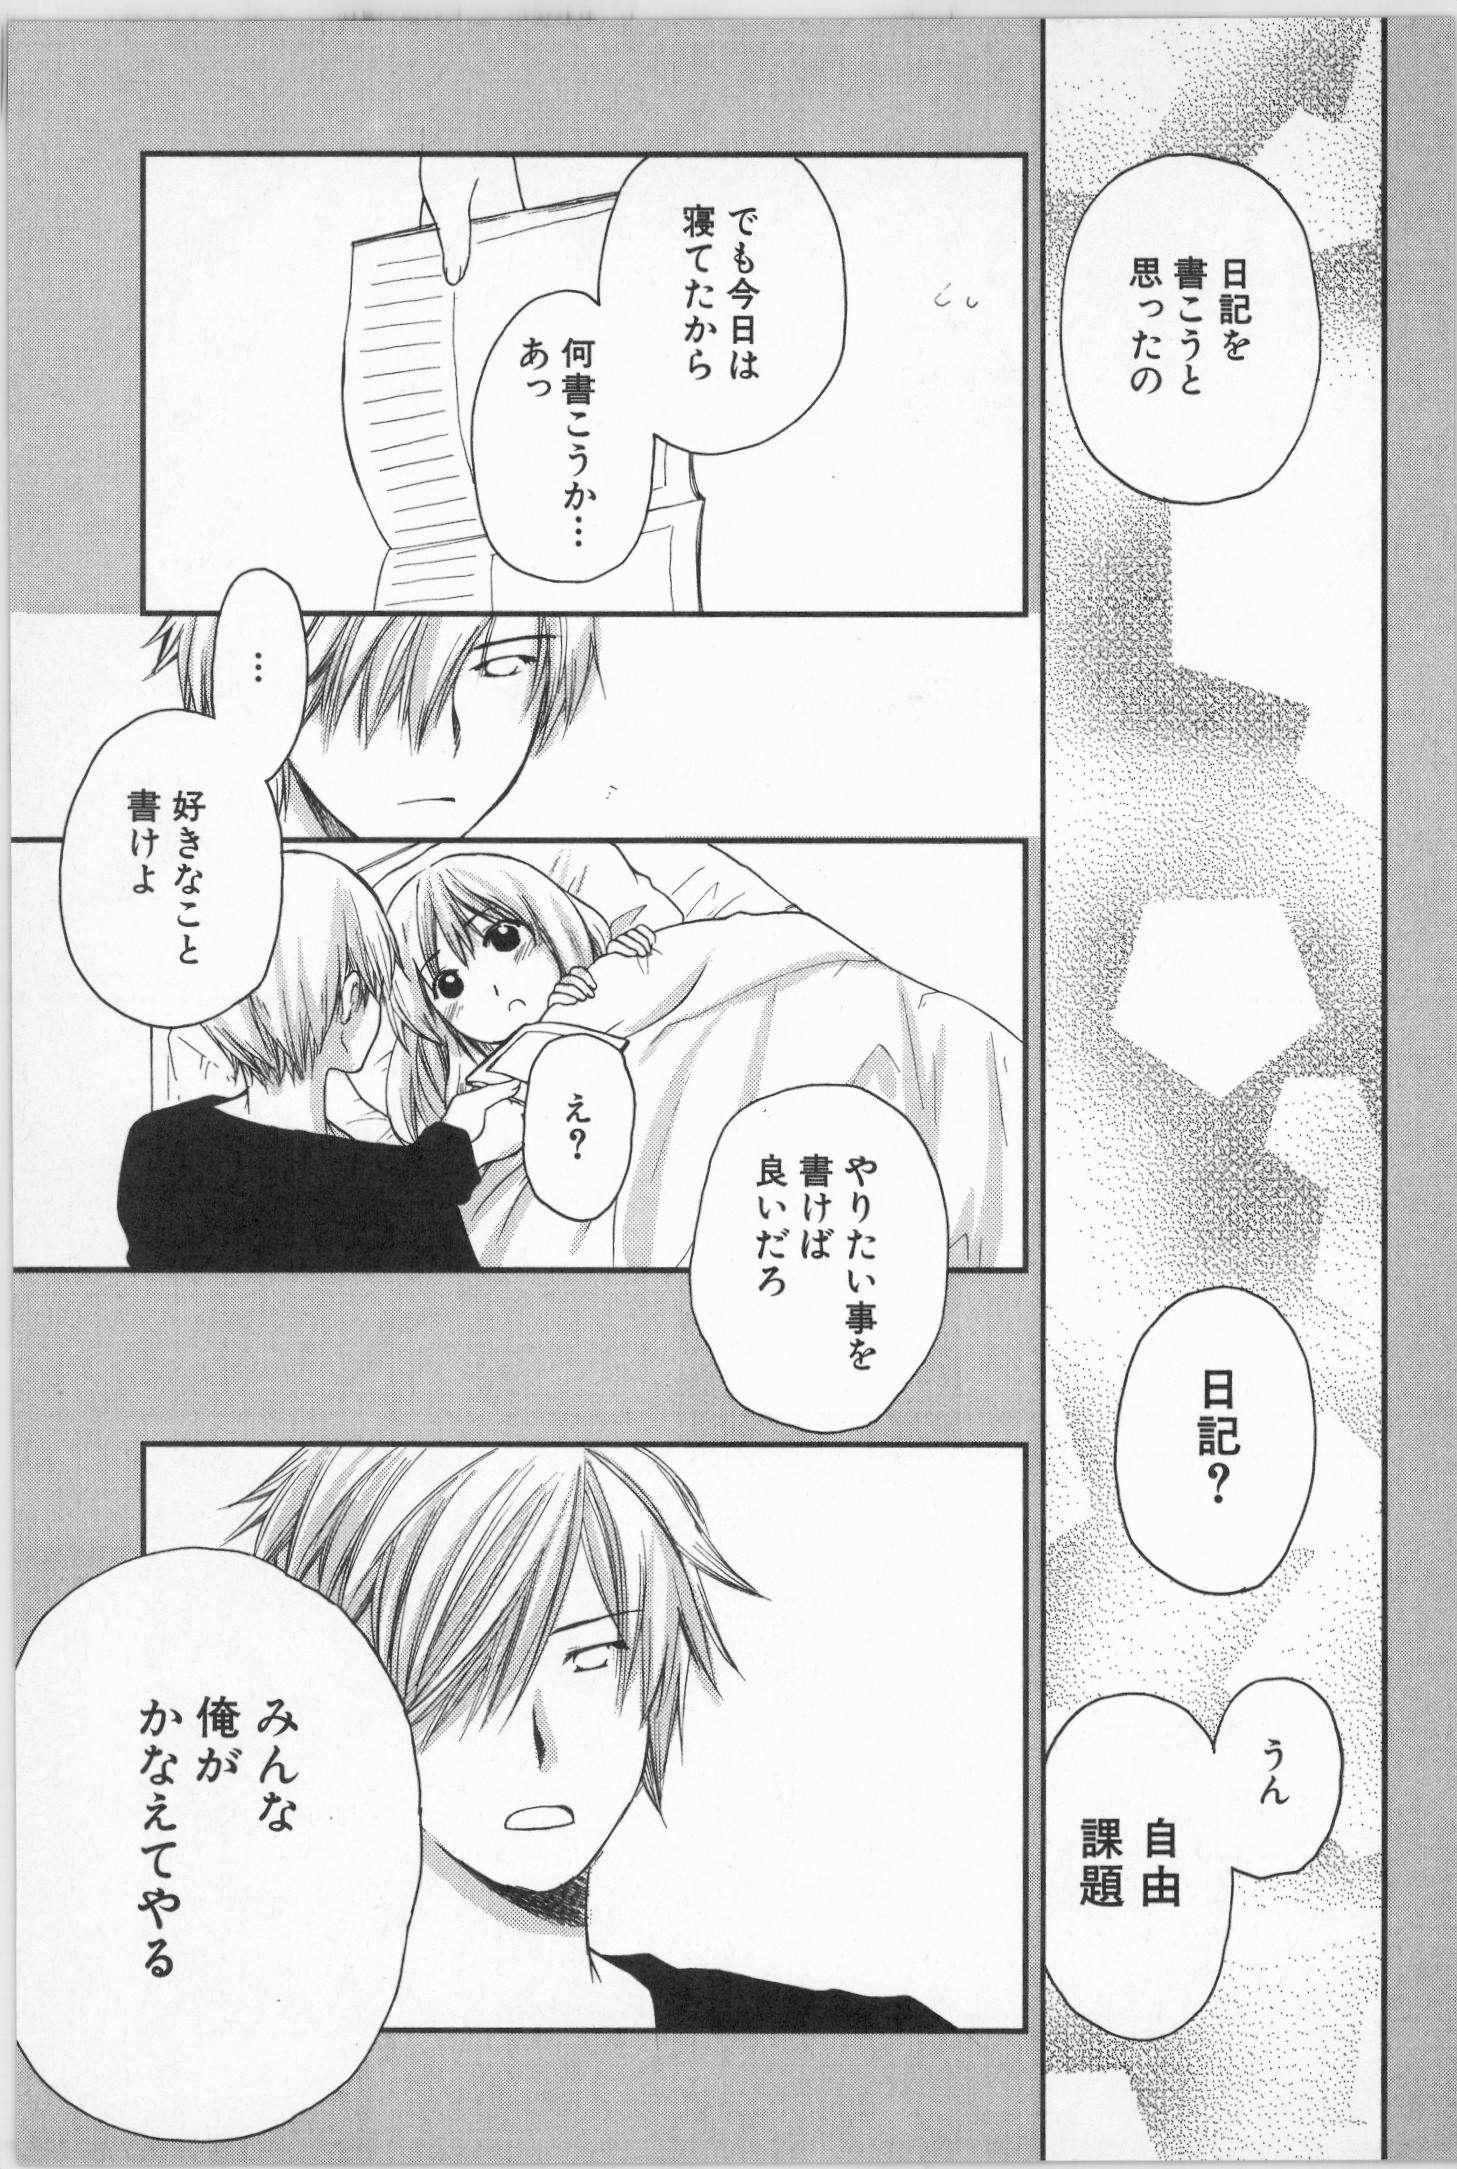 日記を
書こうと
思ったの
日記？
うん
自由
課題
でも今日は
寝てたから
何書こうか…
あっ
…
好きなこと
書けよ
え？
やりたい事を
書けば
良いだろ
みんな
俺が
かなえてやる